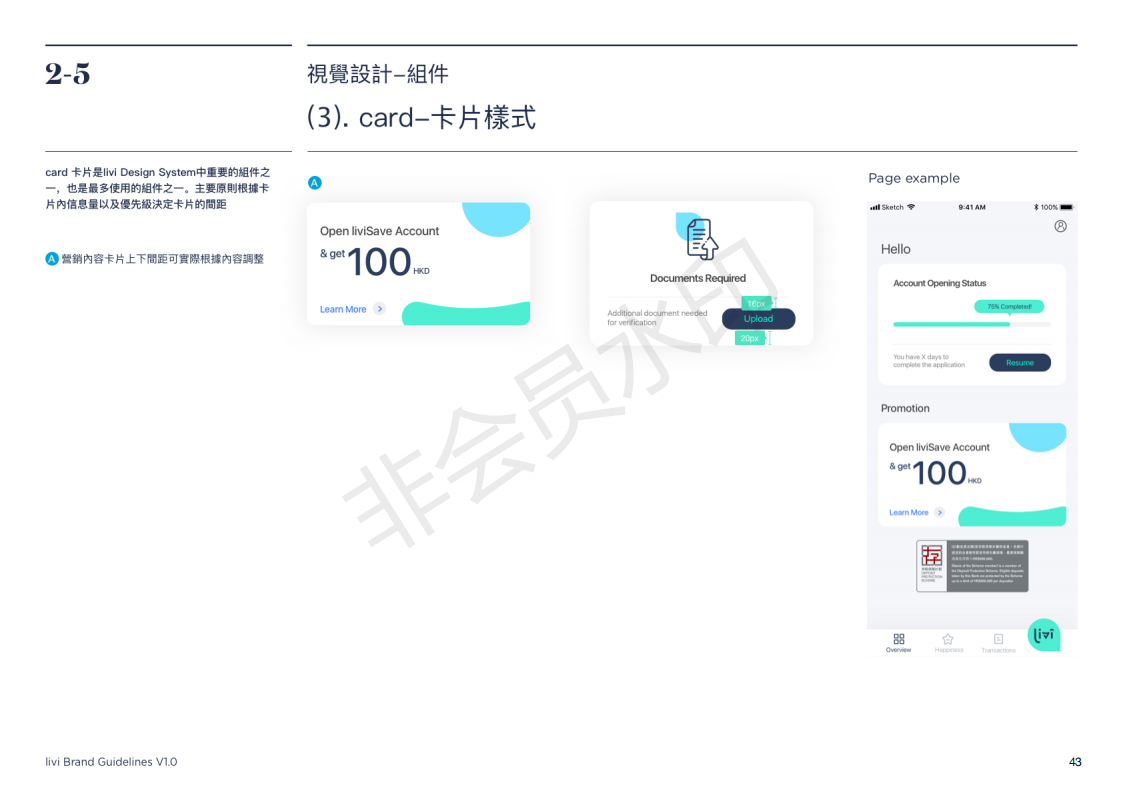 2-5
視覺設計–組件
(3). card–卡片樣式
card 卡片是livi Design System中重要的組件之
一，也是最多使用的組件之一。主要原則根據卡
片內信息量以及優先級決定卡片的間距
A 營銷內容卡片上下間距可實際根據內容調整
A
Open liviSave Account
& get 100 HKD
Learn More
Documents Required
16px
Additional document needed
for verification
Upload
20px
Page example
Sketch 9:41 AM 100%
Hello
Account Opening Status
75% Completed!
You have X days to
complete the application
Resume
Promotion
Open liviSave Account
& get 100 HKD
Learn More
存
DEPOSIT
PROTECTION
SCHEME
livi
Overview Happiness Transactions
非会员水印
livi Brand Guidelines V1.0
43